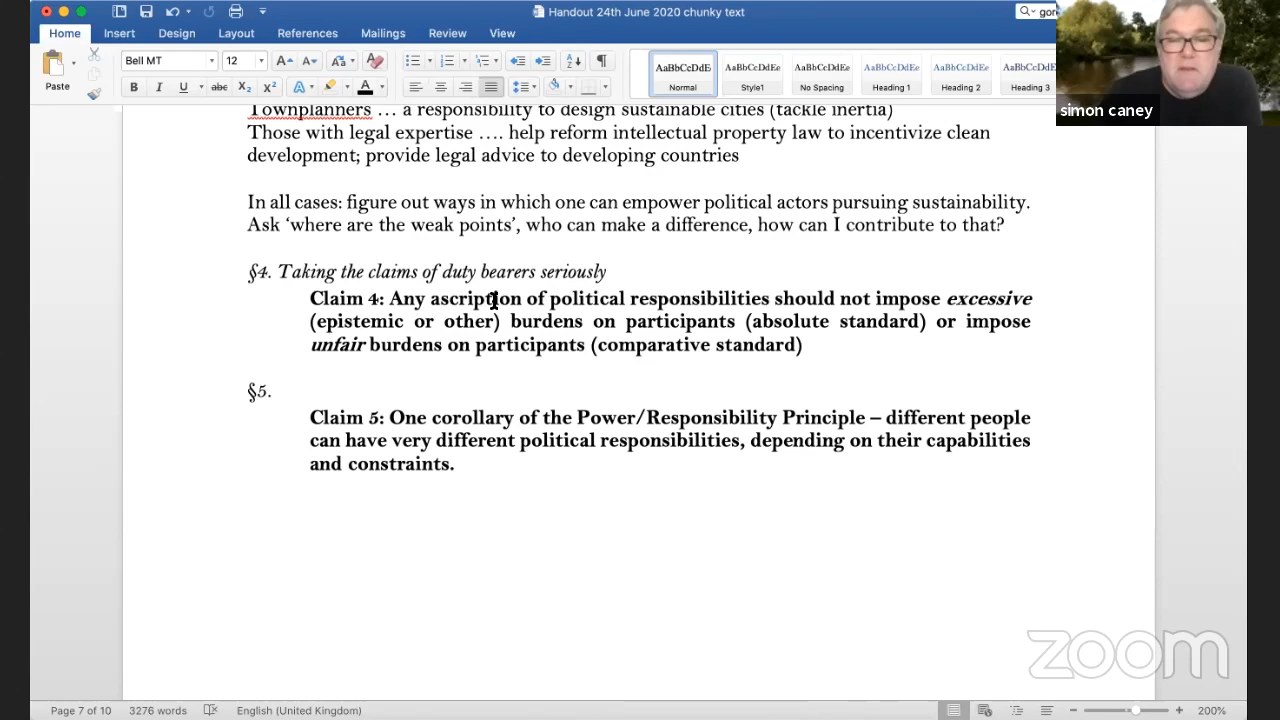 Handout 24th June 2020 chunky text
gor
Home Insert Design Layout References Mailings Review View
Paste
Bell MT 12
AaBbCcDdE AaBbCcDdEe AaBbCcDdEe AaBbCcDdEe AaBbCcDdEe AaBbCcDdEe
Normal Style1 No Spacing Heading 1 Heading 2 Heading 3
simon caney
Townplanners … a responsibility to design sustainable cities (tackle inertia)
Those with legal expertise …. help reform intellectual property law to incentivize clean
development; provide legal advice to developing countries
In all cases: figure out ways in which one can empower political actors pursuing sustainability.
Ask ‘where are the weak points’, who can make a difference, how can I contribute to that?
§4. Taking the claims of duty bearers seriously
Claim 4: Any ascription of political responsibilities should not impose excessive
(epistemic or other) burdens on participants (absolute standard) or impose
unfair burdens on participants (comparative standard)
§5.
Claim 5: One corollary of the Power/Responsibility Principle – different people
can have very different political responsibilities, depending on their capabilities
and constraints.
zoom
Page 7 of 10 3276 words English (United Kingdom) 200%